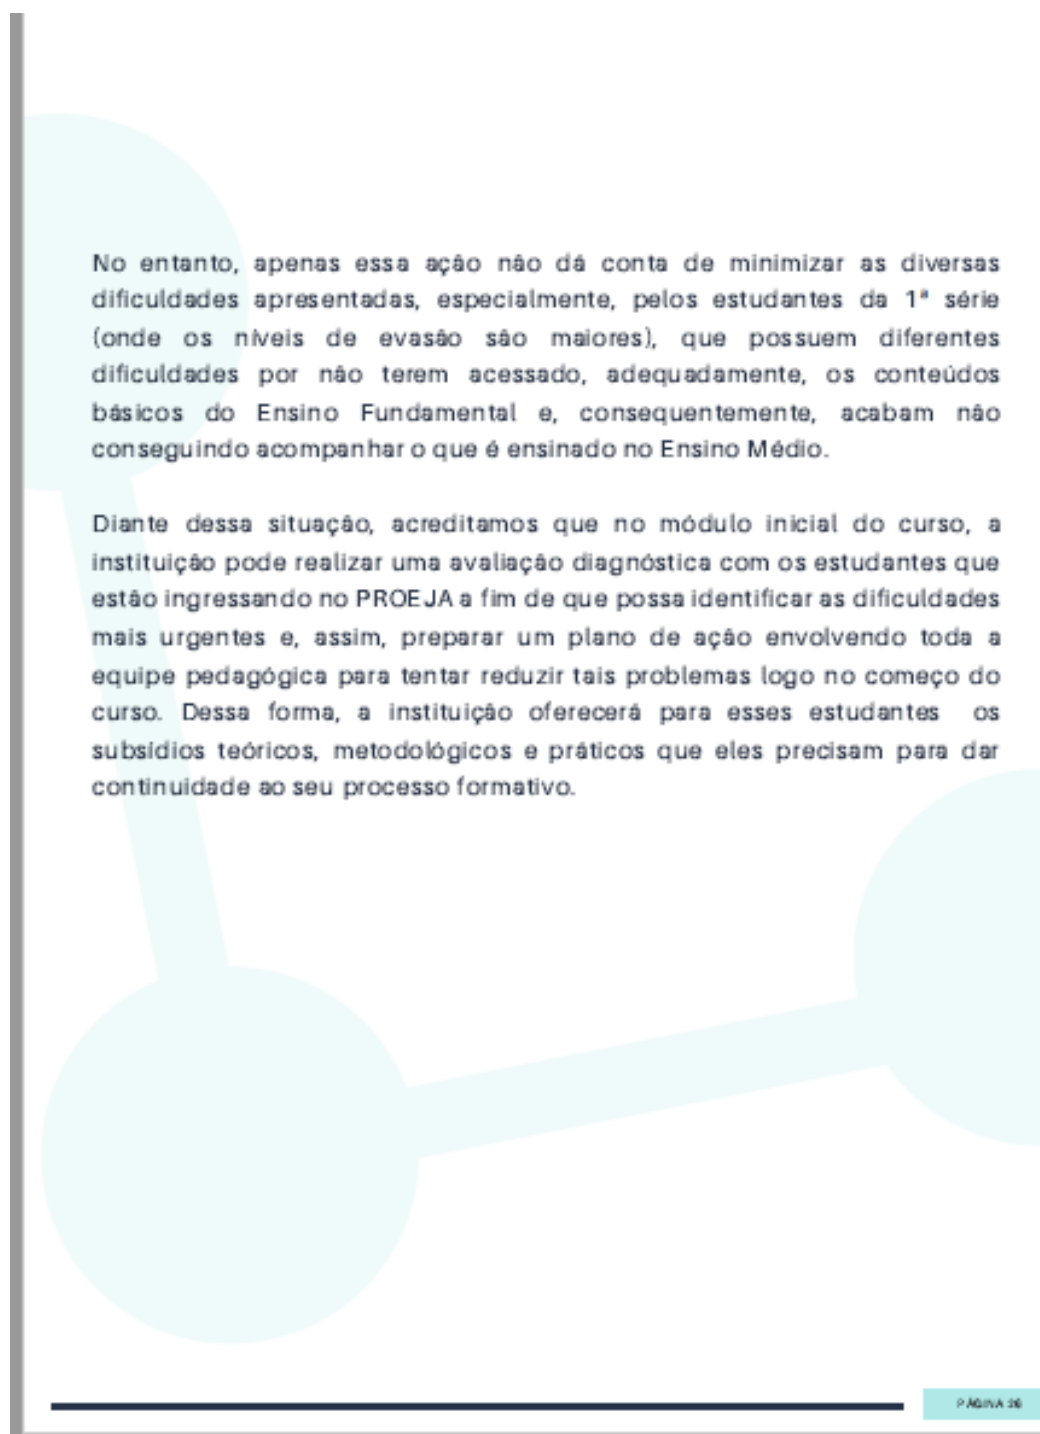 No entanto, apenas essa ação não dá conta de minimizar as diversas
dificuldades apresentadas, especialmente, pelos estudantes da 1ª série
(onde os níveis de evasão são maiores), que possuem diferentes
dificuldades por não terem acessado, adequadamente, os conteúdos
básicos do Ensino Fundamental e, consequentemente, acabam não
conseguindo acompanhar o que é ensinado no Ensino Médio.
Diante dessa situação, acreditamos que no módulo inicial do curso, a
instituição pode realizar uma avaliação diagnóstica com os estudantes que
estão ingressando no PROEJA a fim de que possa identificar as dificuldades
mais urgentes e, assim, preparar um plano de ação envolvendo toda a
equipe pedagógica para tentar reduzir tais problemas logo no começo do
curso. Dessa forma, a instituição oferecerá para esses estudantes os
subsídios teóricos, metodológicos e práticos que eles precisam para dar
continuidade ao seu processo formativo.
PÁGINA 26